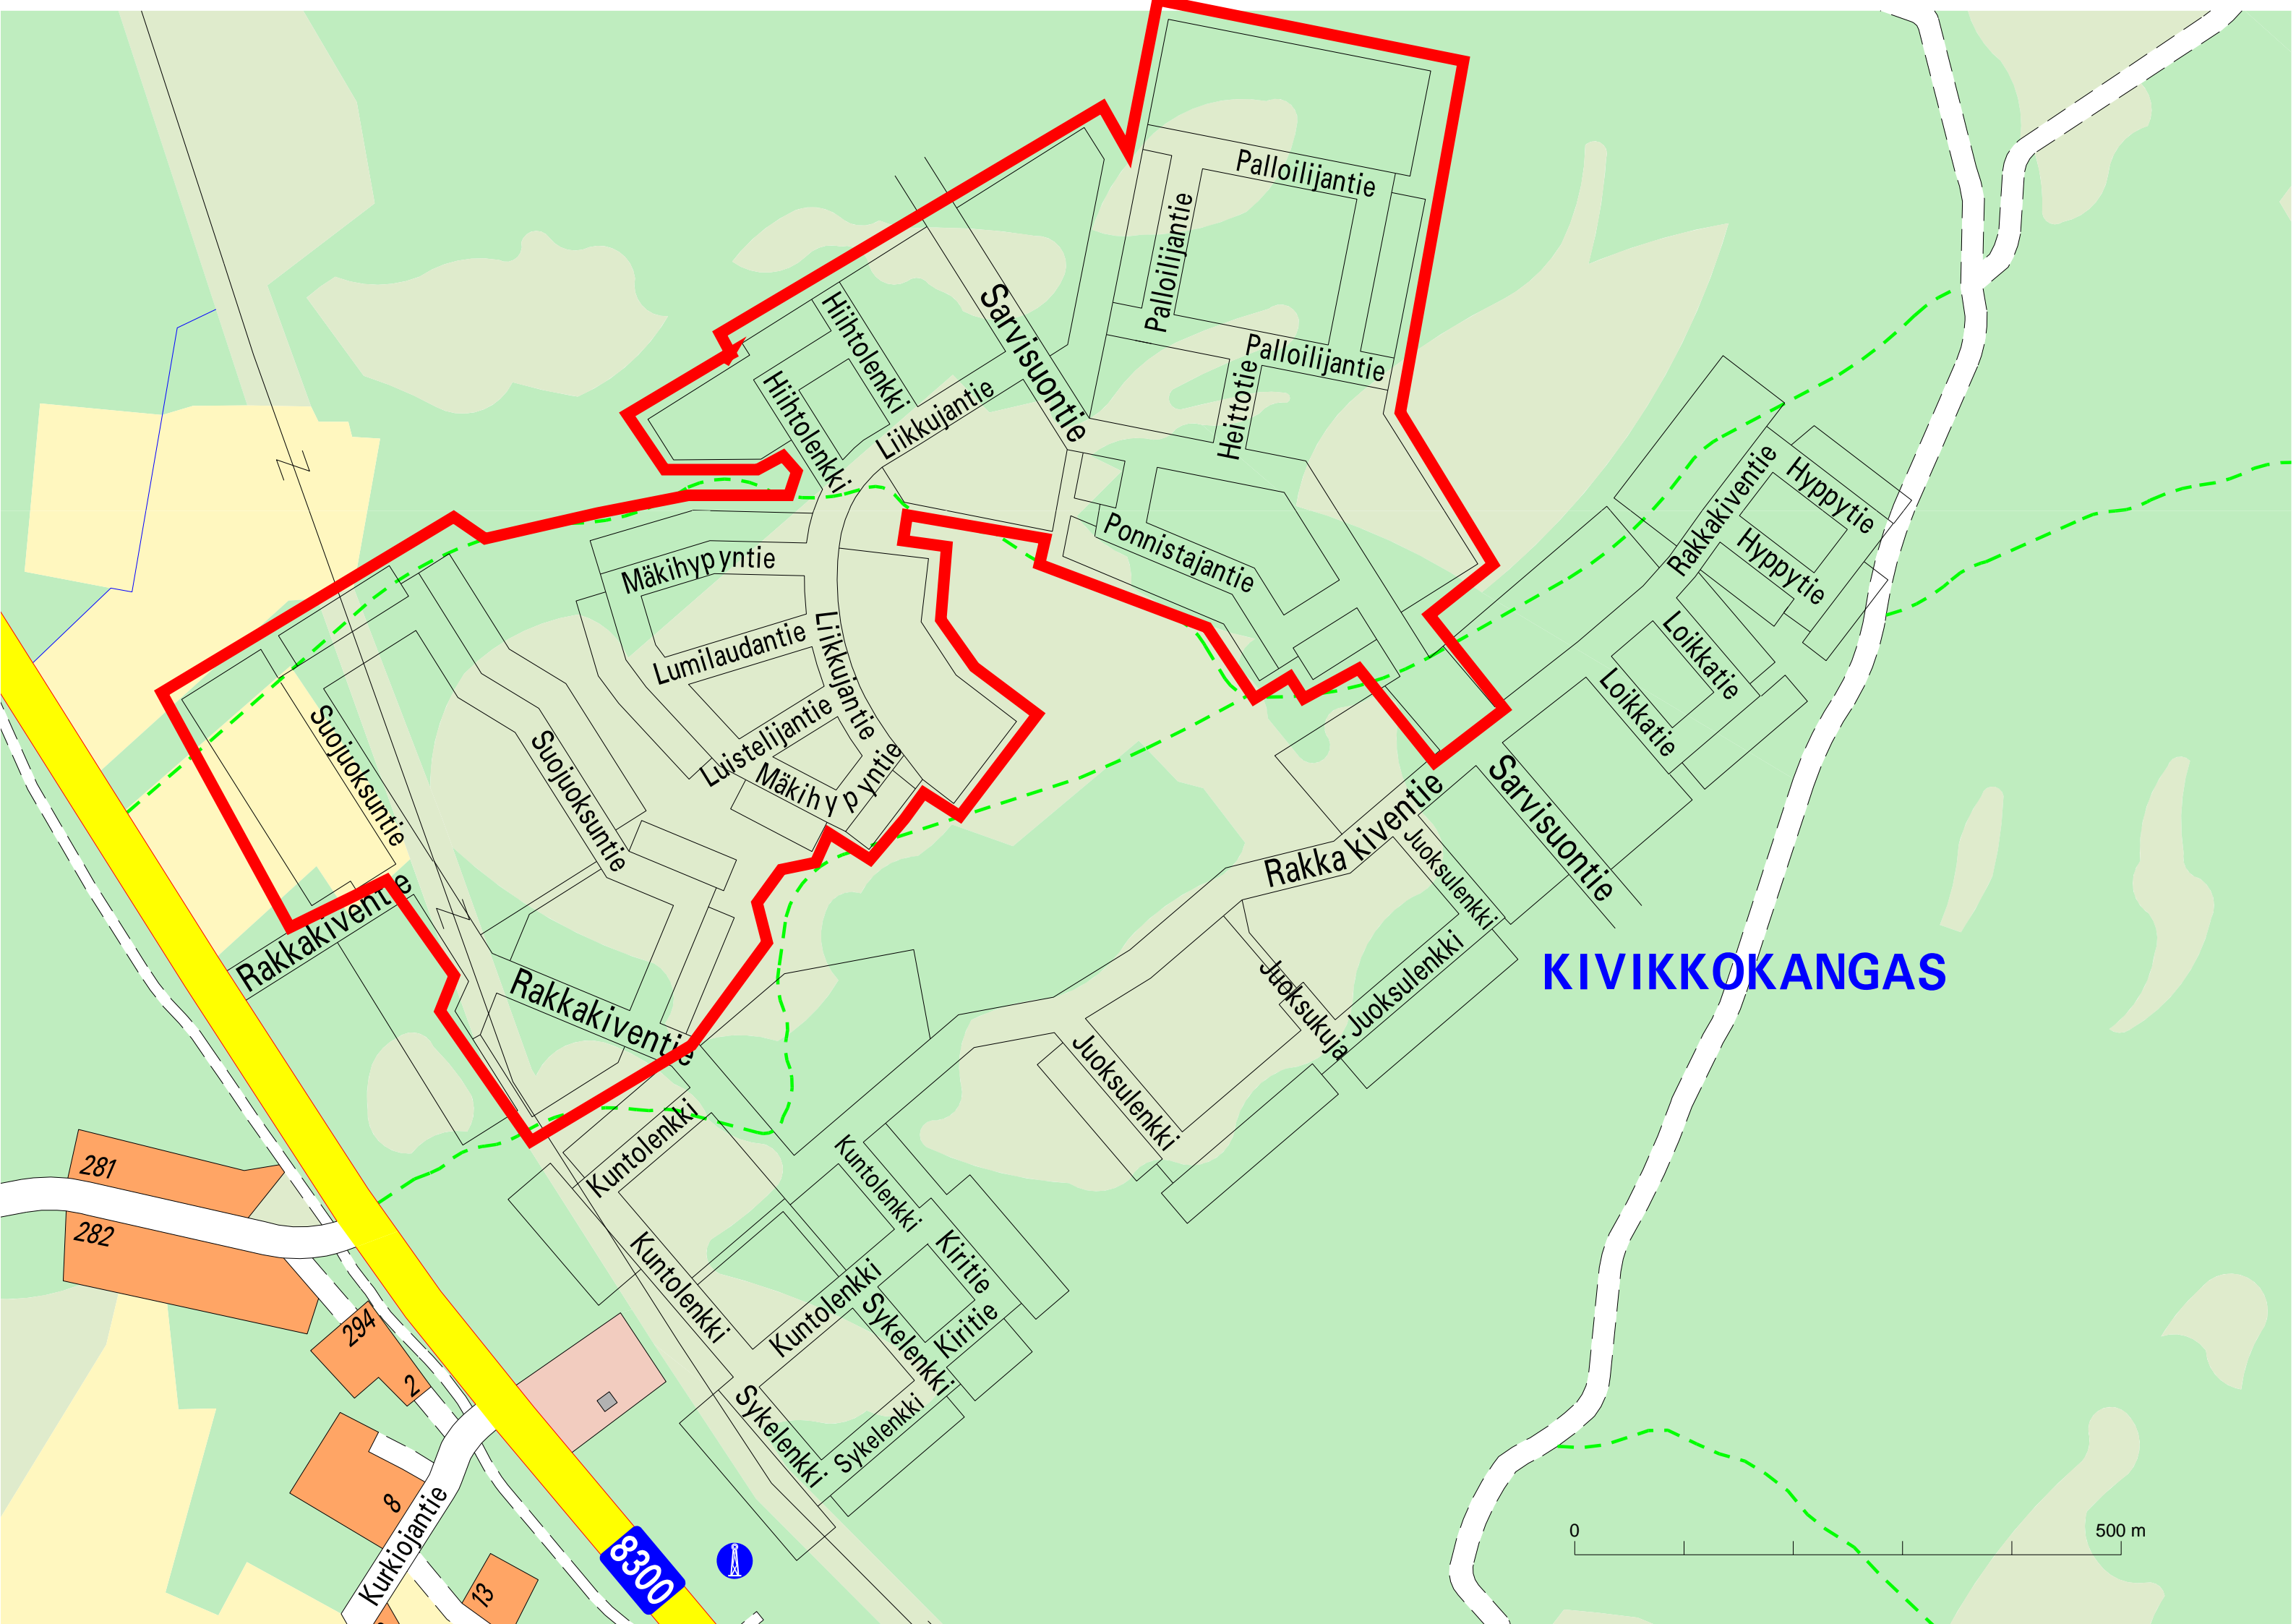 Palloilijantie
Palloilijantie
Hiihtolenkki
Sarvisuontie
Palloilijantie
Hiihtolenkki
Liikkujantie
Heittotie
Rakkakiventie
Hyppytie
Hyppytie
Ponnistajantie
Mäkihypyntie
Lumilaudantie
Liikkujantie
Loikkatie
Loikkatie
Suojuoksuntie
Suojuoksuntie
Luistelijantie
Mäkihypyntie
Rakkakiventie
Juoksulenkki
Sarvisuontie
Rakkakiventie
Rakkakiventie
Juoksulenkki
Juoksukuja
KIVIKKOKANGAS
Juoksulenkki
Kuntolenkki
Kuntolenkki
281
282
Kuntolenkki
Kuntolenkki
Kiritie
Kiritie
Sykelenkki
294
2
Sykelenkki
Sykelenkki
8
Kurkiojantie
13
8300
0
500 m